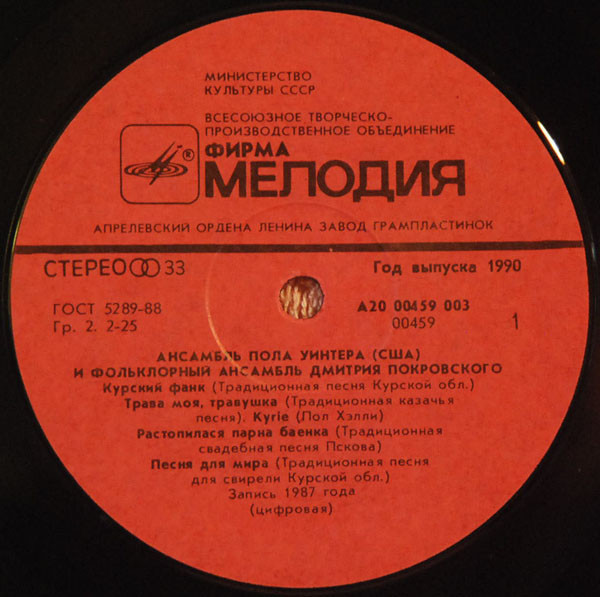 МИНИСТЕРСТВО
КУЛЬТУРЫ СССР
ВСЕСОЮЗНОЕ ТВОРЧЕСКО-
ПРОИЗВОДСТВЕННОЕ ОБЪЕДИНЕНИЕ
® ФИРМА
МЕЛОДИЯ
АПРЕЛЕВСКИЙ ОРДЕНА ЛЕНИНА ЗАВОД ГРАМПЛАСТИНОК
СТЕРЕО 33 Год выпуска 1990
ГОСТ 5289-88 А20 00459 003
Гр. 2. 2-25 00459 1
АНСАМБЛЬ ПОЛА УИНТЕРА (США)
И ФОЛЬКЛОРНЫЙ АНСАМБЛЬ ДМИТРИЯ ПОКРОВСКОГО
Курский фанк (Традиционная песня Курской обл.)
Трава моя, травушка (Традиционная казачья
песня). Kyrie (Пол Хэлли)
Растопилася парна баенка (Традиционная
свадебная песня Пскова)
Песня для мира (Традиционная песня
для свирели Курской обл.)
Запись 1987 года
(цифровая)